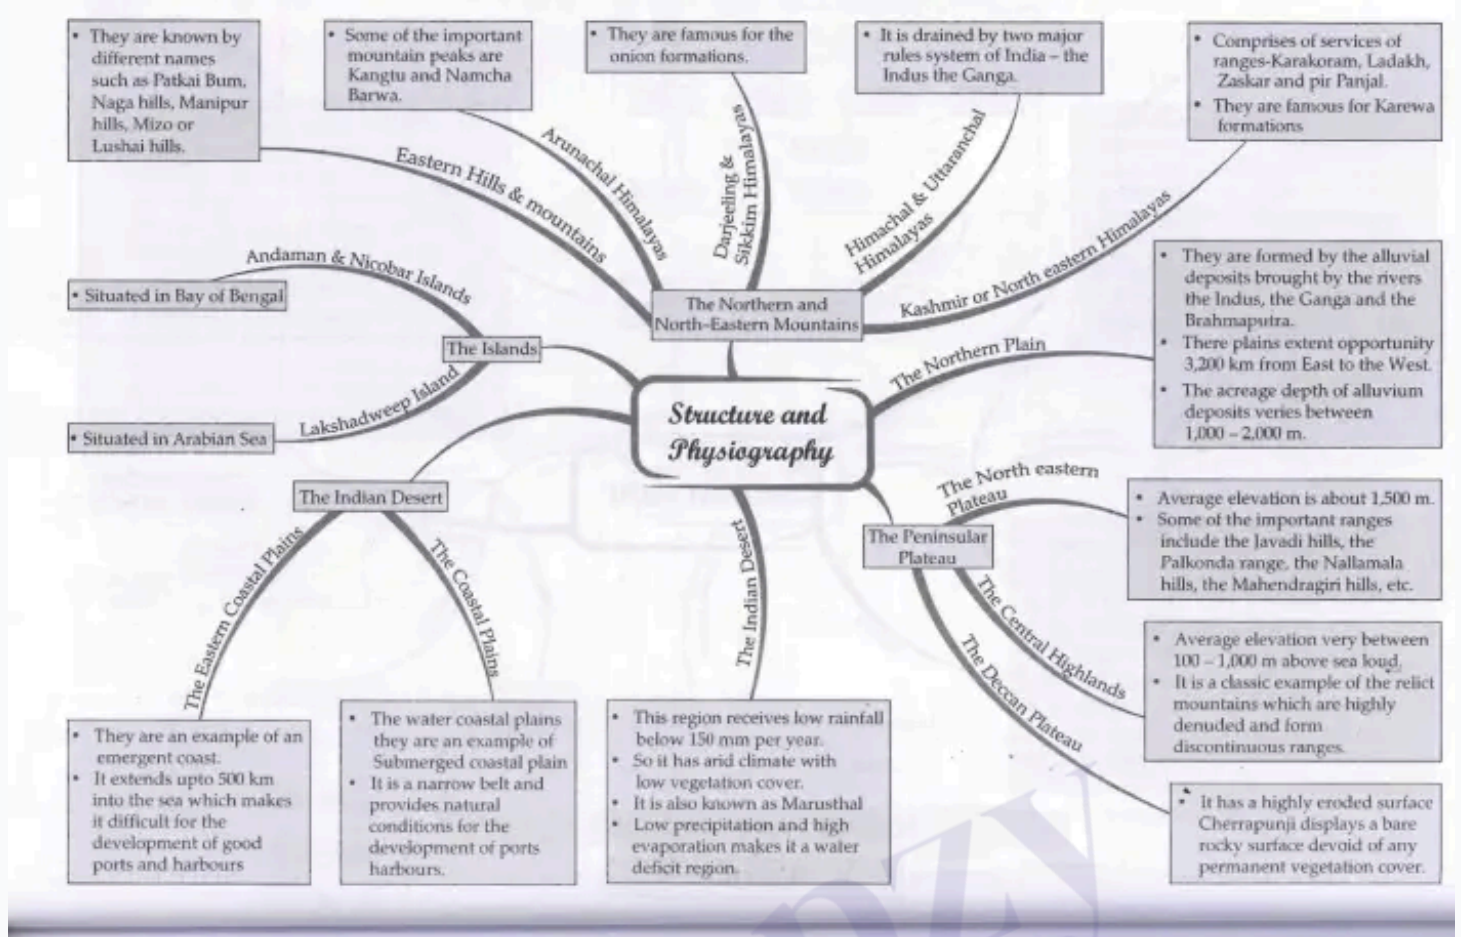 • They are known by
different names
such as Patkai Bum,
Naga hills, Manipur
hills, Mizo or
Lushai hills.
• Some of the important
mountain peaks are
Kangtu and Namcha
Barwa.
• They are famous for the
onion formations.
• It is drained by two major
rules system of India – the
Indus the Ganga.
• Comprises of services of
ranges-Karakoram, Ladakh,
Zaskar and pir Panjal.
• They are famous for Karewa
formations
Eastern Hills & mountains
Arunachal Himalayas
Darjeeling &
Sikkim Himalayas
Himachal & Uttaranchal
Himalayas
Kashmir or North eastern Himalayas
The Northern and
North-Eastern Mountains
Andaman & Nicobar Islands
• Situated in Bay of Bengal
The Islands
Lakshadweep Island
• Situated in Arabian Sea
The Northern Plain
• They are formed by the alluvial
deposits brought by the rivers
the Indus, the Ganga and the
Brahmaputra.
• There plains extent opportunity
3,200 km from East to the West.
• The acreage depth of alluvium
deposits veries between
1,000 – 2,000 m.
Structure and
Physiography
The Indian Desert
The Eastern Coastal Plains
The Coastal Plains
The Indian Desert
The Peninsular
Plateau
The North eastern
Plateau
• Average elevation is about 1,500 m.
• Some of the important ranges
include the Javadi hills, the
Palkonda range, the Nallamala
hills, the Mahendragiri hills, etc.
The Central Highlands
• Average elevation very between
100 – 1,000 m above sea loud.
• It is a classic example of the relict
mountains which are highly
denuded and form
discontinuous ranges.
The Deccan Plateau
• It has a highly eroded surface
Cherrapunji displays a bare
rocky surface devoid of any
permanent vegetation cover.
• They are an example of an
emergent coast.
• It extends upto 500 km
into the sea which makes
it difficult for the
development of good
ports and harbours
• The water coastal plains
they are an example of
Submerged coastal plain
• It is a narrow belt and
provides natural
conditions for the
development of ports
harbours.
• This region receives low rainfall
below 150 mm per year.
• So it has arid climate with
low vegetation cover.
• It is also known as Marusthal
• Low precipitation and high
evaporation makes it a water
deficit region.